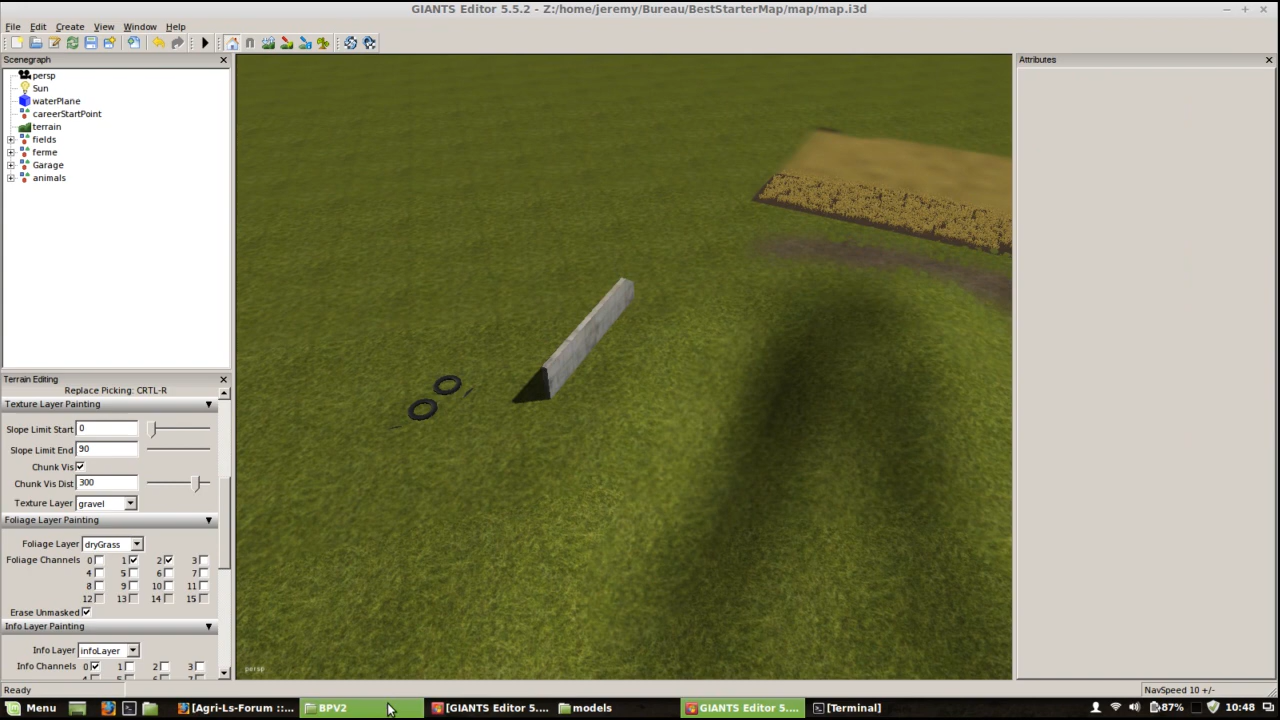 GIANTS Editor 5.5.2 - Z:/home/jeremy/Bureau/BestStarterMap/map/map.i3d
File Edit Create View Window Help
Scenegraph
persp
Sun
waterPlane
careerStartPoint
terrain
fields
ferme
Garage
animals
Terrain Editing
Replace Picking: CRTL-R
Texture Layer Painting
Slope Limit Start 0
Slope Limit End 90
Chunk Vis
Chunk Vis Dist 300
Texture Layer gravel
Foliage Layer Painting
Foliage Layer dryGrass
Foliage Channels 0 1 2 3
4 5 6 7
8 9 10 11
12 13 14 15
Erase Unmasked
Info Layer Painting
Info Layer infoLayer
Info Channels 0 1 2 3
4 5 6 7
persp
Attributes
Ready
NavSpeed 10 +/-
Menu
[Agri-Ls-Forum ::...
BPV2
[GIANTS Editor 5....
models
GIANTS Editor 5....
[Terminal]
87%
10:48